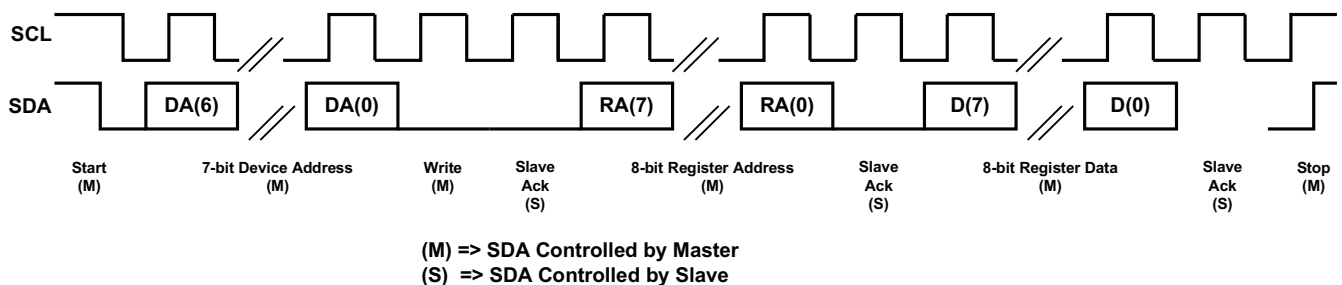 SCL
SDA
DA(6)
DA(0)
RA(7)
RA(0)
D(7)
D(0)
Start
(M)
7-bit Device Address
(M)
Write
(M)
Slave
Ack
(S)
8-bit Register Address
(M)
Slave
Ack
(S)
8-bit Register Data
(M)
Slave
Ack
(S)
Stop
(M)
(M) => SDA Controlled by Master
(S) => SDA Controlled by Slave